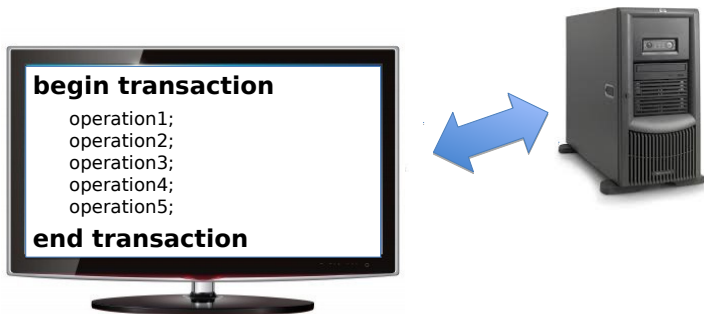 begin transaction
operation1;
operation2;
operation3;
operation4;
operation5;
end transaction